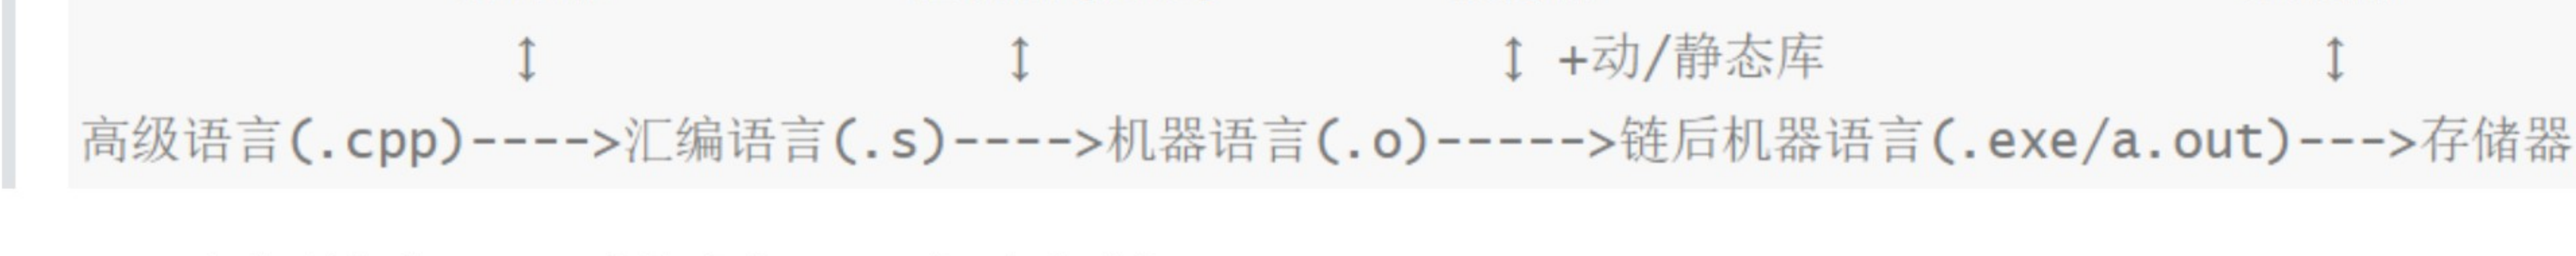 ↕ ↕ ↕ +动/静态库 ↕
高级语言(.cpp)---->汇编语言(.s)---->机器语言(.o)----->链后机器语言(.exe/a.out)--->存储器